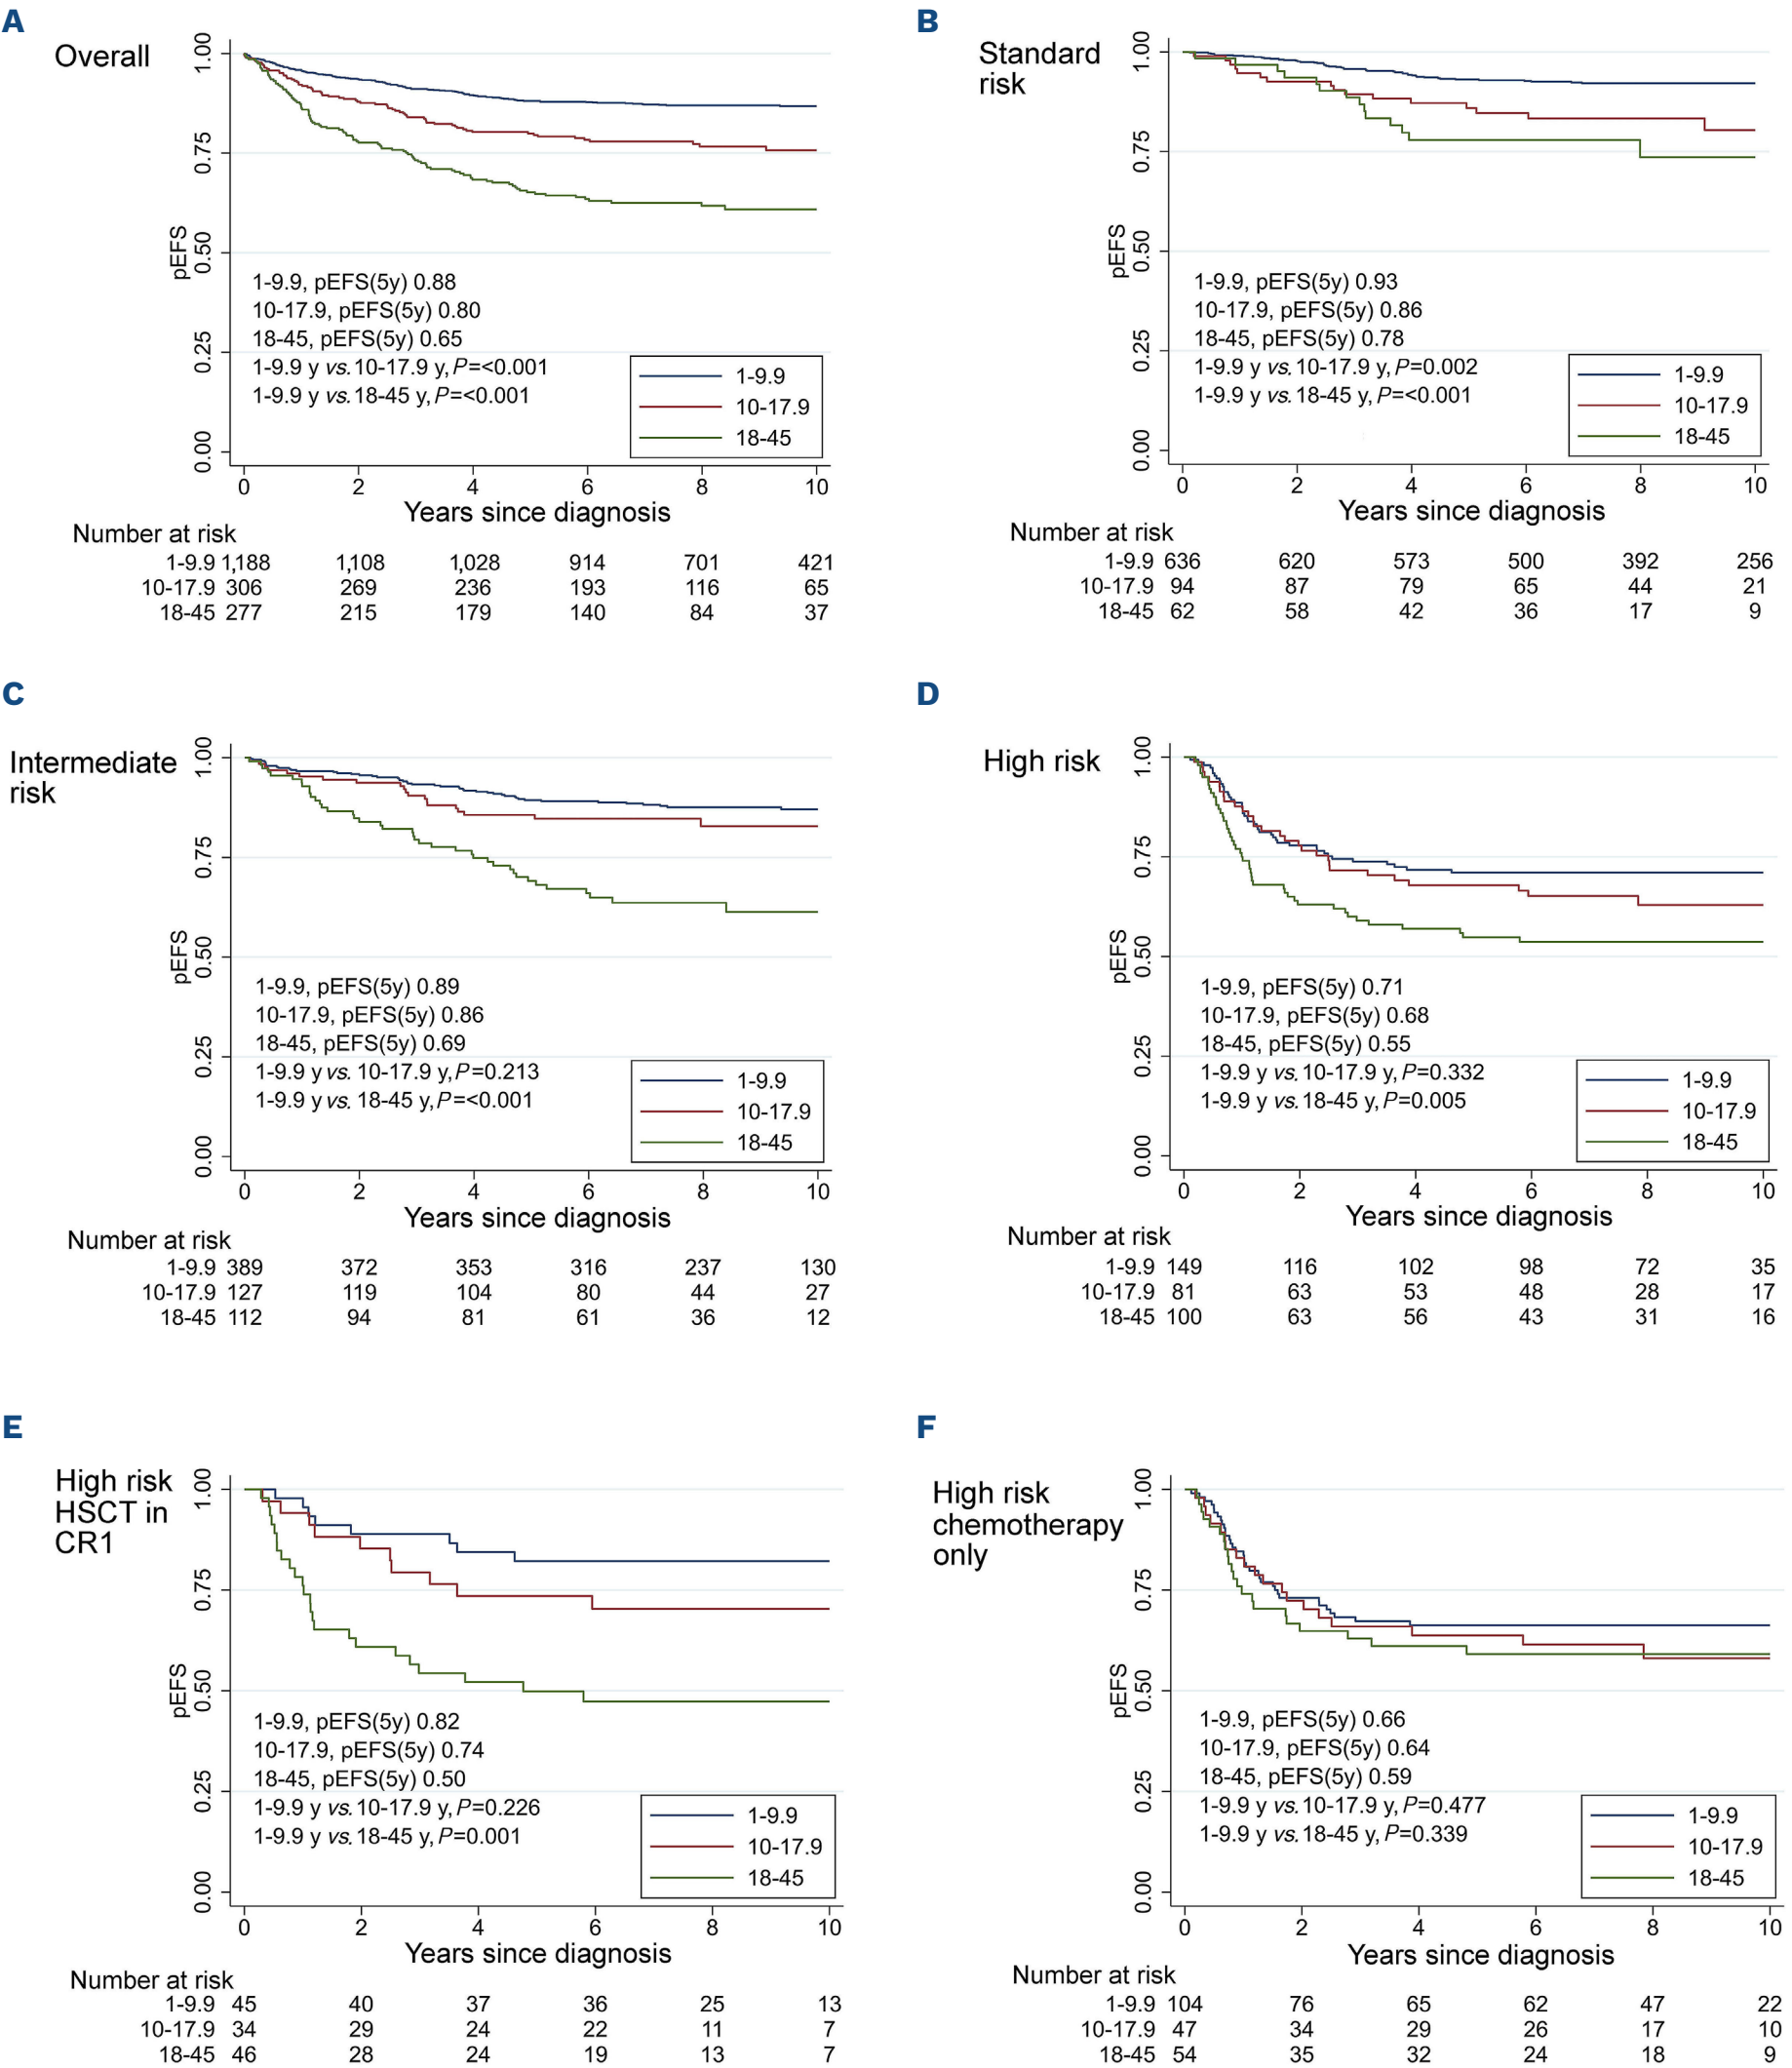 A
Overall
pEFS
1.00
0.75
0.50
0.25
0.00
1-9.9, pEFS(5y) 0.88
10-17.9, pEFS(5y) 0.80
18-45, pEFS(5y) 0.65
1-9.9 y vs. 10-17.9 y, P=<0.001
1-9.9 y vs. 18-45 y, P=<0.001
1-9.9
10-17.9
18-45
0 2 4 6 8 10
Years since diagnosis
Number at risk
1-9.9 1,188 1,108 1,028 914 701 421
10-17.9 306 269 236 193 116 65
18-45 277 215 179 140 84 37
B
Standard
risk
pEFS
1.00
0.75
0.50
0.25
0.00
1-9.9, pEFS(5y) 0.93
10-17.9, pEFS(5y) 0.86
18-45, pEFS(5y) 0.78
1-9.9 y vs. 10-17.9 y, P=0.002
1-9.9 y vs. 18-45 y, P=<0.001
1-9.9
10-17.9
18-45
0 2 4 6 8 10
Years since diagnosis
Number at risk
1-9.9 636 620 573 500 392 256
10-17.9 94 87 79 65 44 21
18-45 62 58 42 36 17 9
C
Intermediate
risk
pEFS
1.00
0.75
0.50
0.25
0.00
1-9.9, pEFS(5y) 0.89
10-17.9, pEFS(5y) 0.86
18-45, pEFS(5y) 0.69
1-9.9 y vs. 10-17.9 y, P=0.213
1-9.9 y vs. 18-45 y, P=<0.001
1-9.9
10-17.9
18-45
0 2 4 6 8 10
Years since diagnosis
Number at risk
1-9.9 389 372 353 316 237 130
10-17.9 127 119 104 80 44 27
18-45 112 94 81 61 36 12
D
High risk
pEFS
1.00
0.75
0.50
0.25
0.00
1-9.9, pEFS(5y) 0.71
10-17.9, pEFS(5y) 0.68
18-45, pEFS(5y) 0.55
1-9.9 y vs. 10-17.9 y, P=0.332
1-9.9 y vs. 18-45 y, P=0.005
1-9.9
10-17.9
18-45
0 2 4 6 8 10
Years since diagnosis
Number at risk
1-9.9 149 116 102 98 72 35
10-17.9 81 63 53 48 28 17
18-45 100 63 56 43 31 16
E
High risk
HSCT in
CR1
pEFS
1.00
0.75
0.50
0.25
0.00
1-9.9, pEFS(5y) 0.82
10-17.9, pEFS(5y) 0.74
18-45, pEFS(5y) 0.50
1-9.9 y vs. 10-17.9 y, P=0.226
1-9.9 y vs. 18-45 y, P=0.001
1-9.9
10-17.9
18-45
0 2 4 6 8 10
Years since diagnosis
Number at risk
1-9.9 45 40 37 36 25 13
10-17.9 34 29 24 22 11 7
18-45 46 28 24 19 13 7
F
High risk
chemotherapy
only
pEFS
1.00
0.75
0.50
0.25
0.00
1-9.9, pEFS(5y) 0.66
10-17.9, pEFS(5y) 0.64
18-45, pEFS(5y) 0.59
1-9.9 y vs. 10-17.9 y, P=0.477
1-9.9 y vs. 18-45 y, P=0.339
1-9.9
10-17.9
18-45
0 2 4 6 8 10
Years since diagnosis
Number at risk
1-9.9 104 76 65 62 47 22
10-17.9 47 34 29 26 17 10
18-45 54 35 32 24 18 9